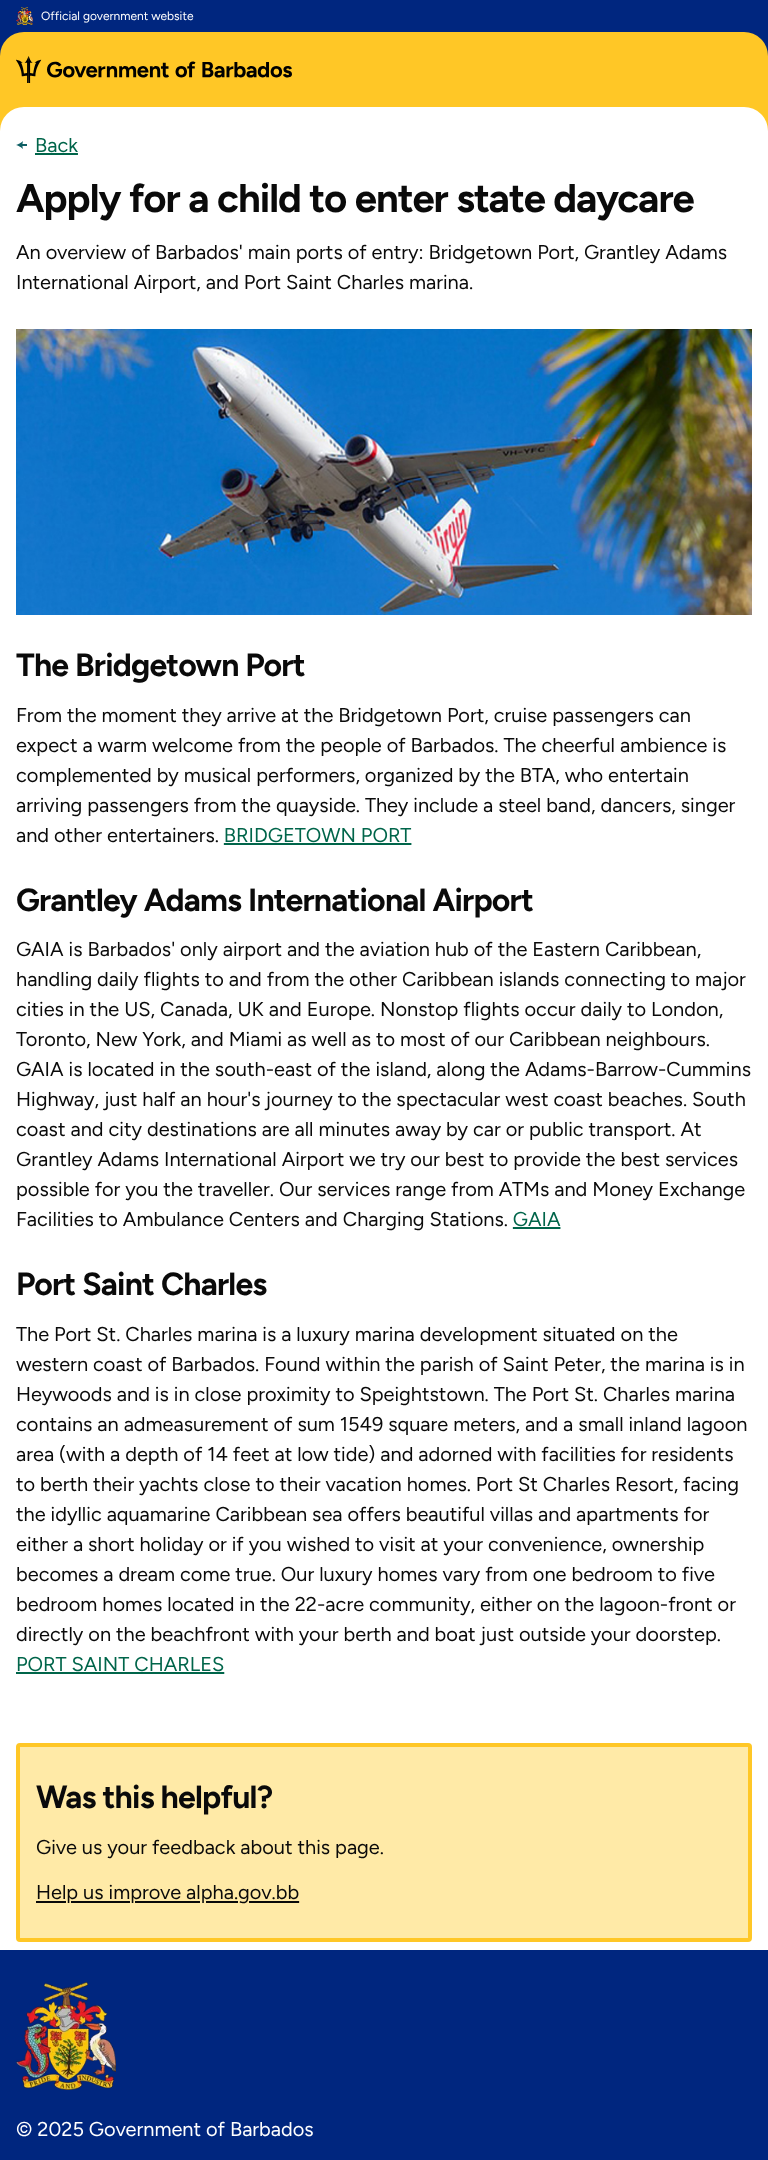 Official government website
Government of Barbados
Back
Apply for a child to enter state daycare
An overview of Barbados' main ports of entry: Bridgetown Port, Grantley Adams
International Airport, and Port Saint Charles marina.
VH-YFC
Virgin
The Bridgetown Port
From the moment they arrive at the Bridgetown Port, cruise passengers can
expect a warm welcome from the people of Barbados. The cheerful ambience is
complemented by musical performers, organized by the BTA, who entertain
arriving passengers from the quayside. They include a steel band, dancers, singer
and other entertainers. BRIDGETOWN PORT
Grantley Adams International Airport
GAIA is Barbados' only airport and the aviation hub of the Eastern Caribbean,
handling daily flights to and from the other Caribbean islands connecting to major
cities in the US, Canada, UK and Europe. Nonstop flights occur daily to London,
Toronto, New York, and Miami as well as to most of our Caribbean neighbours.
GAIA is located in the south-east of the island, along the Adams-Barrow-Cummins
Highway, just half an hour's journey to the spectacular west coast beaches. South
coast and city destinations are all minutes away by car or public transport. At
Grantley Adams International Airport we try our best to provide the best services
possible for you the traveller. Our services range from ATMs and Money Exchange
Facilities to Ambulance Centers and Charging Stations. GAIA
Port Saint Charles
The Port St. Charles marina is a luxury marina development situated on the
western coast of Barbados. Found within the parish of Saint Peter, the marina is in
Heywoods and is in close proximity to Speightstown. The Port St. Charles marina
contains an admeasurement of sum 1549 square meters, and a small inland lagoon
area (with a depth of 14 feet at low tide) and adorned with facilities for residents
to berth their yachts close to their vacation homes. Port St Charles Resort, facing
the idyllic aquamarine Caribbean sea offers beautiful villas and apartments for
either a short holiday or if you wished to visit at your convenience, ownership
becomes a dream come true. Our luxury homes vary from one bedroom to five
bedroom homes located in the 22-acre community, either on the lagoon-front or
directly on the beachfront with your berth and boat just outside your doorstep.
PORT SAINT CHARLES
Was this helpful?
Give us your feedback about this page.
Help us improve alpha.gov.bb
PRIDE AND INDUSTRY
© 2025 Government of Barbados